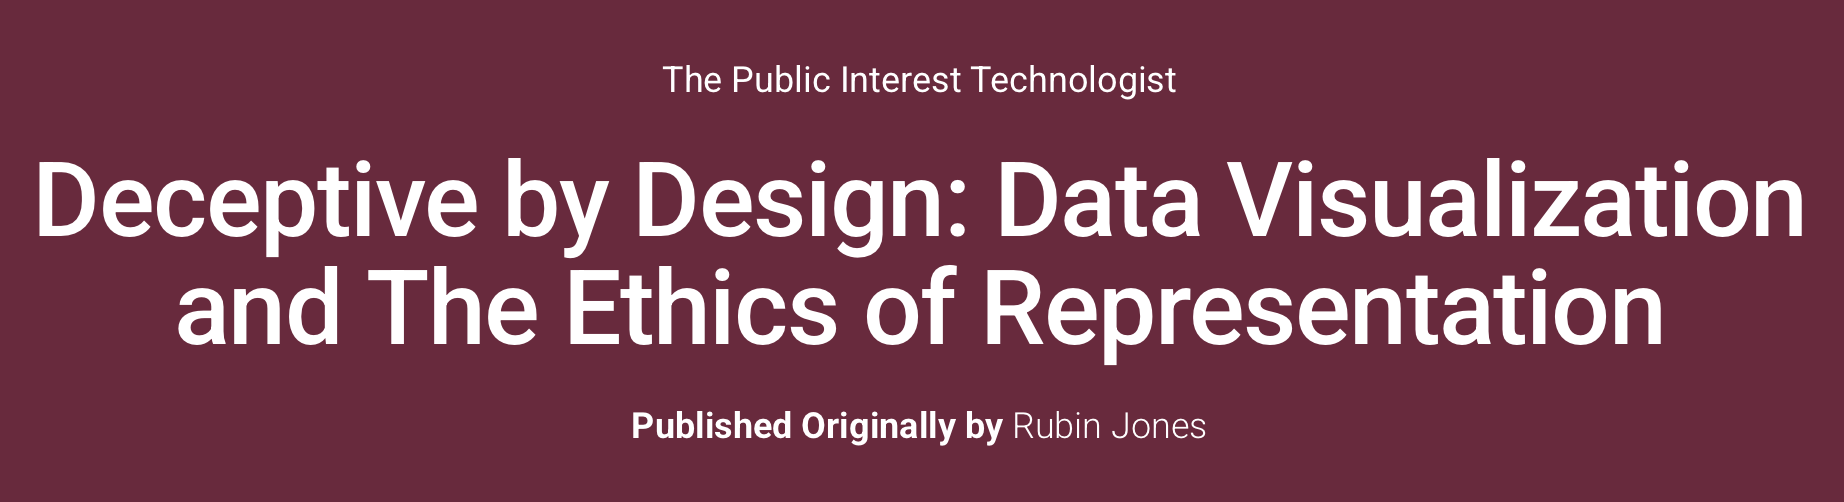 The Public Interest Technologist
Deceptive by Design: Data Visualization
and The Ethics of Representation
Published Originally by Rubin Jones